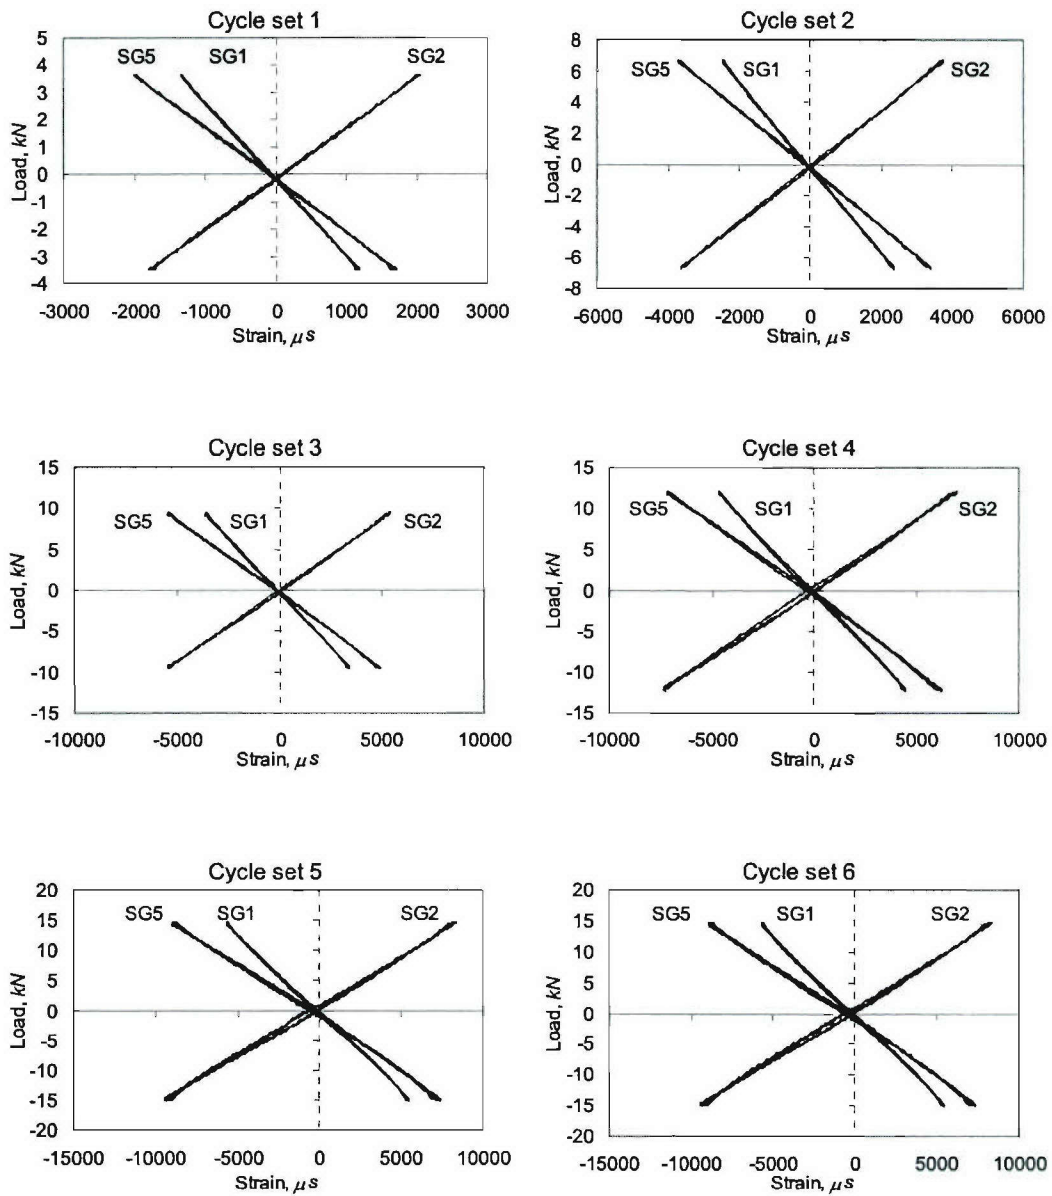 Cycle set 1
5
4
3
2
1
0
-1
-2
-3
-4
Load, kN
SG5 SG1 SG2
-3000 -2000 -1000 0 1000 2000 3000
Strain, μs
Cycle set 2
8
6
4
2
0
-2
-4
-6
-8
Load, kN
SG5 SG1 SG2
-6000 -4000 -2000 0 2000 4000 6000
Strain, μs
Cycle set 3
15
10
5
0
-5
-10
-15
Load, kN
SG5 SG1 SG2
-10000 -5000 0 5000 10000
Strain, μs
Cycle set 4
15
10
5
0
-5
-10
-15
Load, kN
SG5 SG1 SG2
-10000 -5000 0 5000 10000
Strain, μs
Cycle set 5
20
15
10
5
0
-5
-10
-15
-20
Load, kN
SG5 SG1 SG2
-15000 -10000 -5000 0 5000 10000
Strain, μs
Cycle set 6
20
15
10
5
0
-5
-10
-15
-20
Load, kN
SG5 SG1 SG2
-15000 -10000 -5000 0 5000 10000
Strain, μs